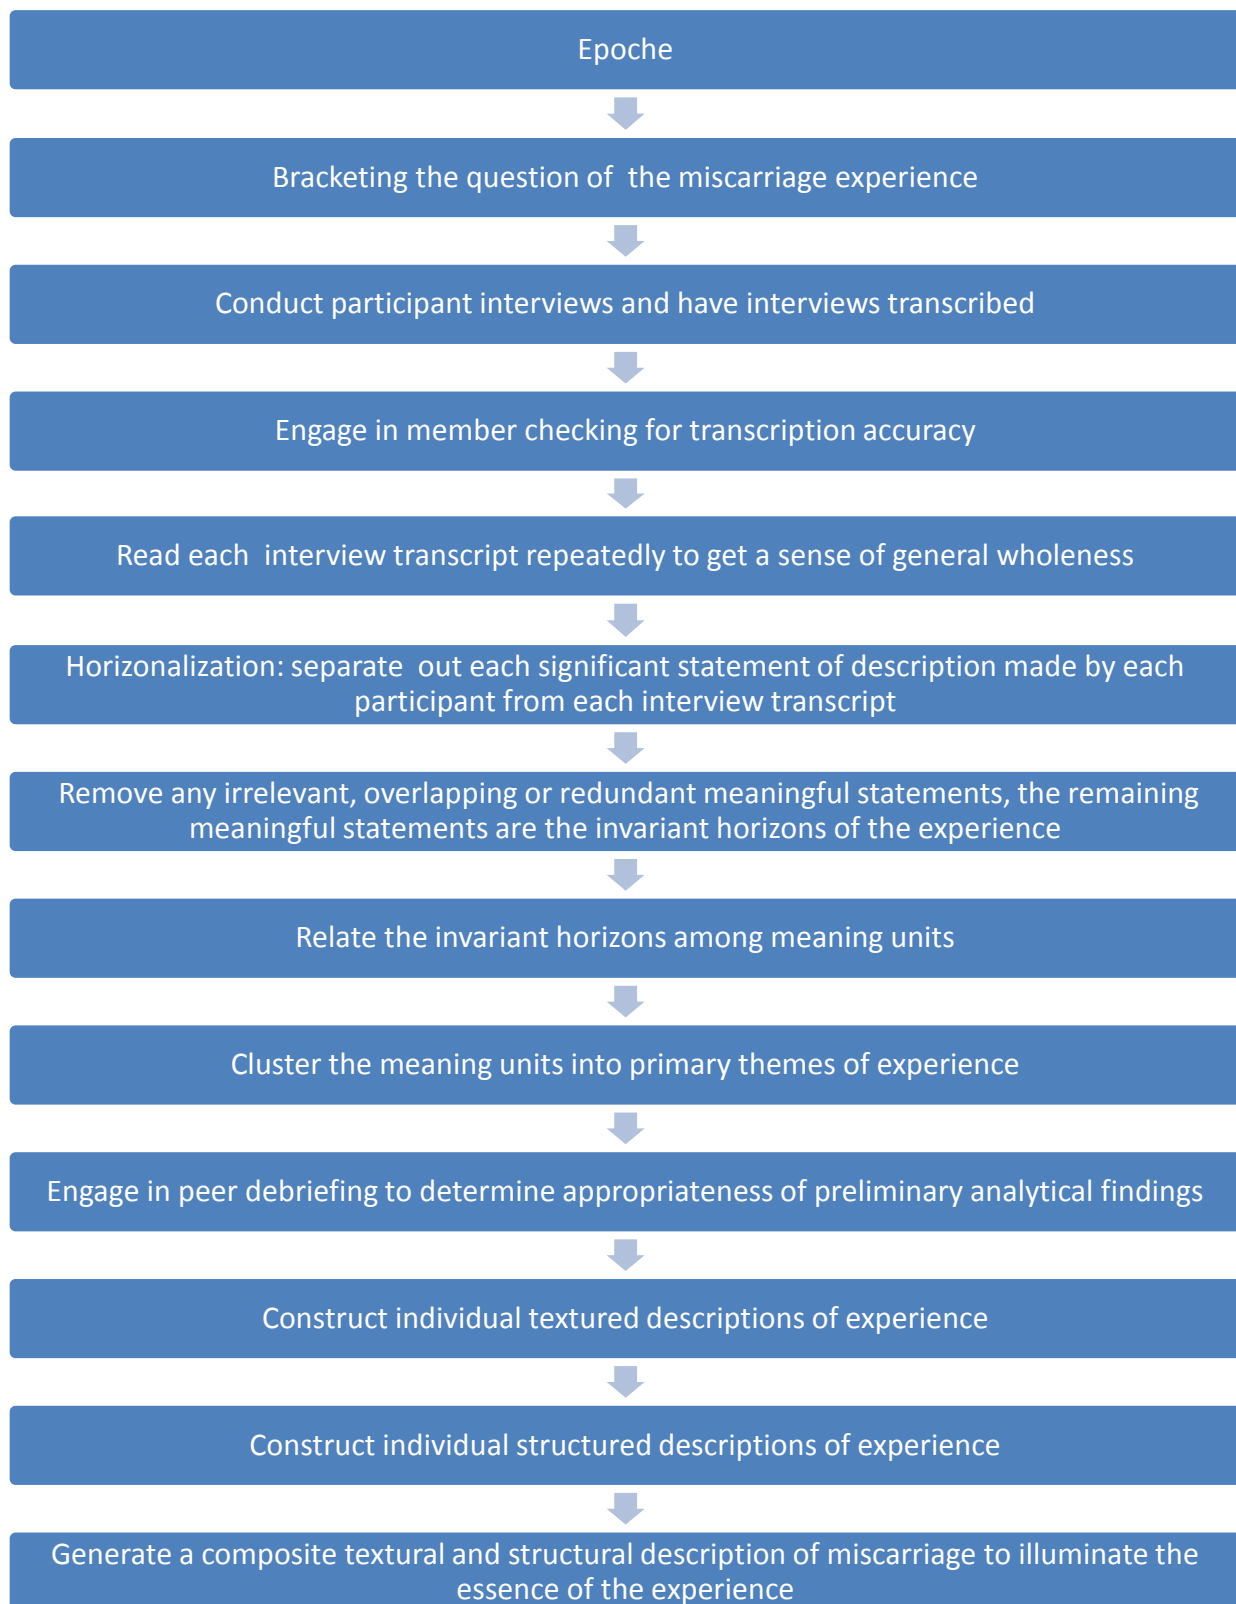 Epoche
Bracketing the question of  the miscarriage experience
Conduct participant interviews and have interviews transcribed
Engage in member checking for transcription accuracy
Read each  interview transcript repeatedly to get a sense of general wholeness
Horizonalization: separate  out each significant statement of description made by each
participant from each interview transcript
Remove any irrelevant, overlapping or redundant meaningful statements, the remaining
meaningful statements are the invariant horizons of the experience
Relate the invariant horizons among meaning units
Cluster the meaning units into primary themes of experience
Engage in peer debriefing to determine appropriateness of preliminary analytical findings
Construct individual textured descriptions of experience
Construct individual structured descriptions of experience
Generate a composite textural and structural description of miscarriage to illuminate the
essence of the experience